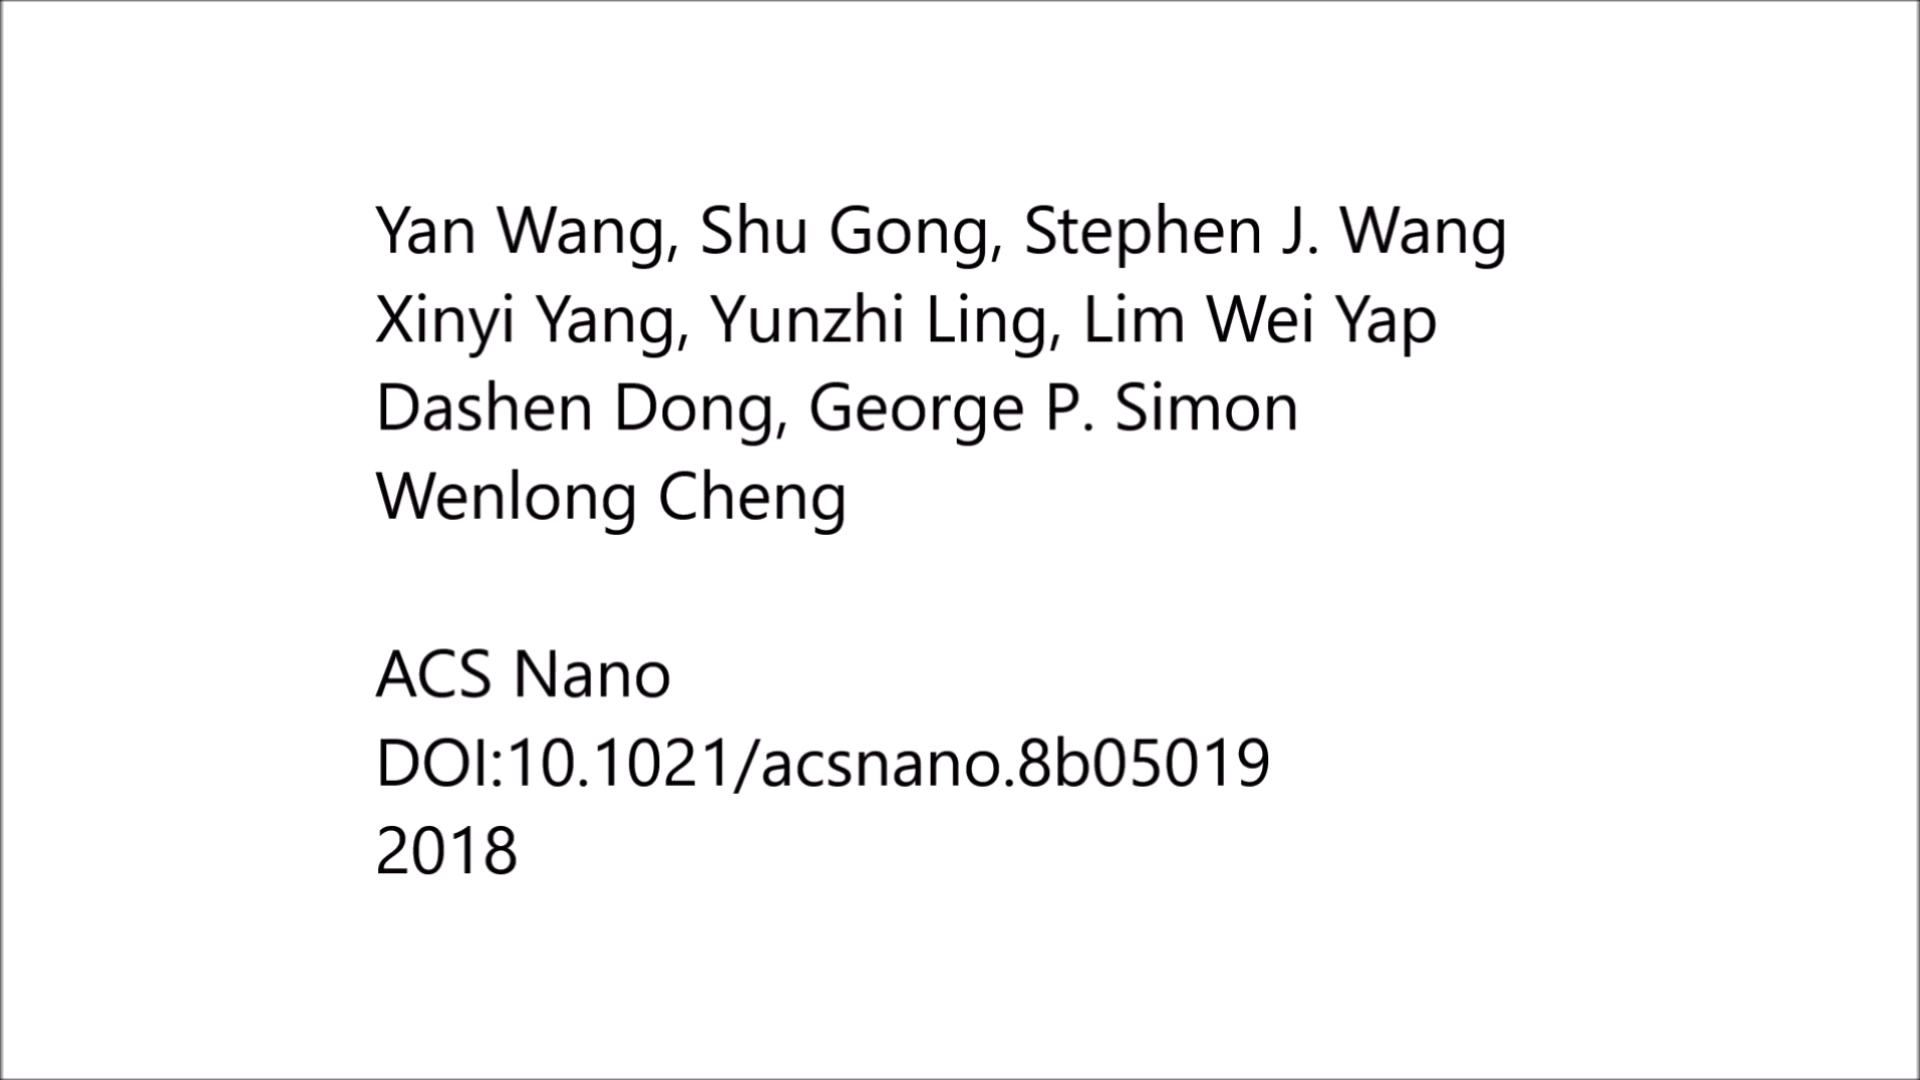 Yan Wang, Shu Gong, Stephen J. Wang
Xinyi Yang, Yunzhi Ling, Lim Wei Yap
Dashen Dong, George P. Simon
Wenlong Cheng
ACS Nano
DOI:10.1021/acsnano.8b05019
2018